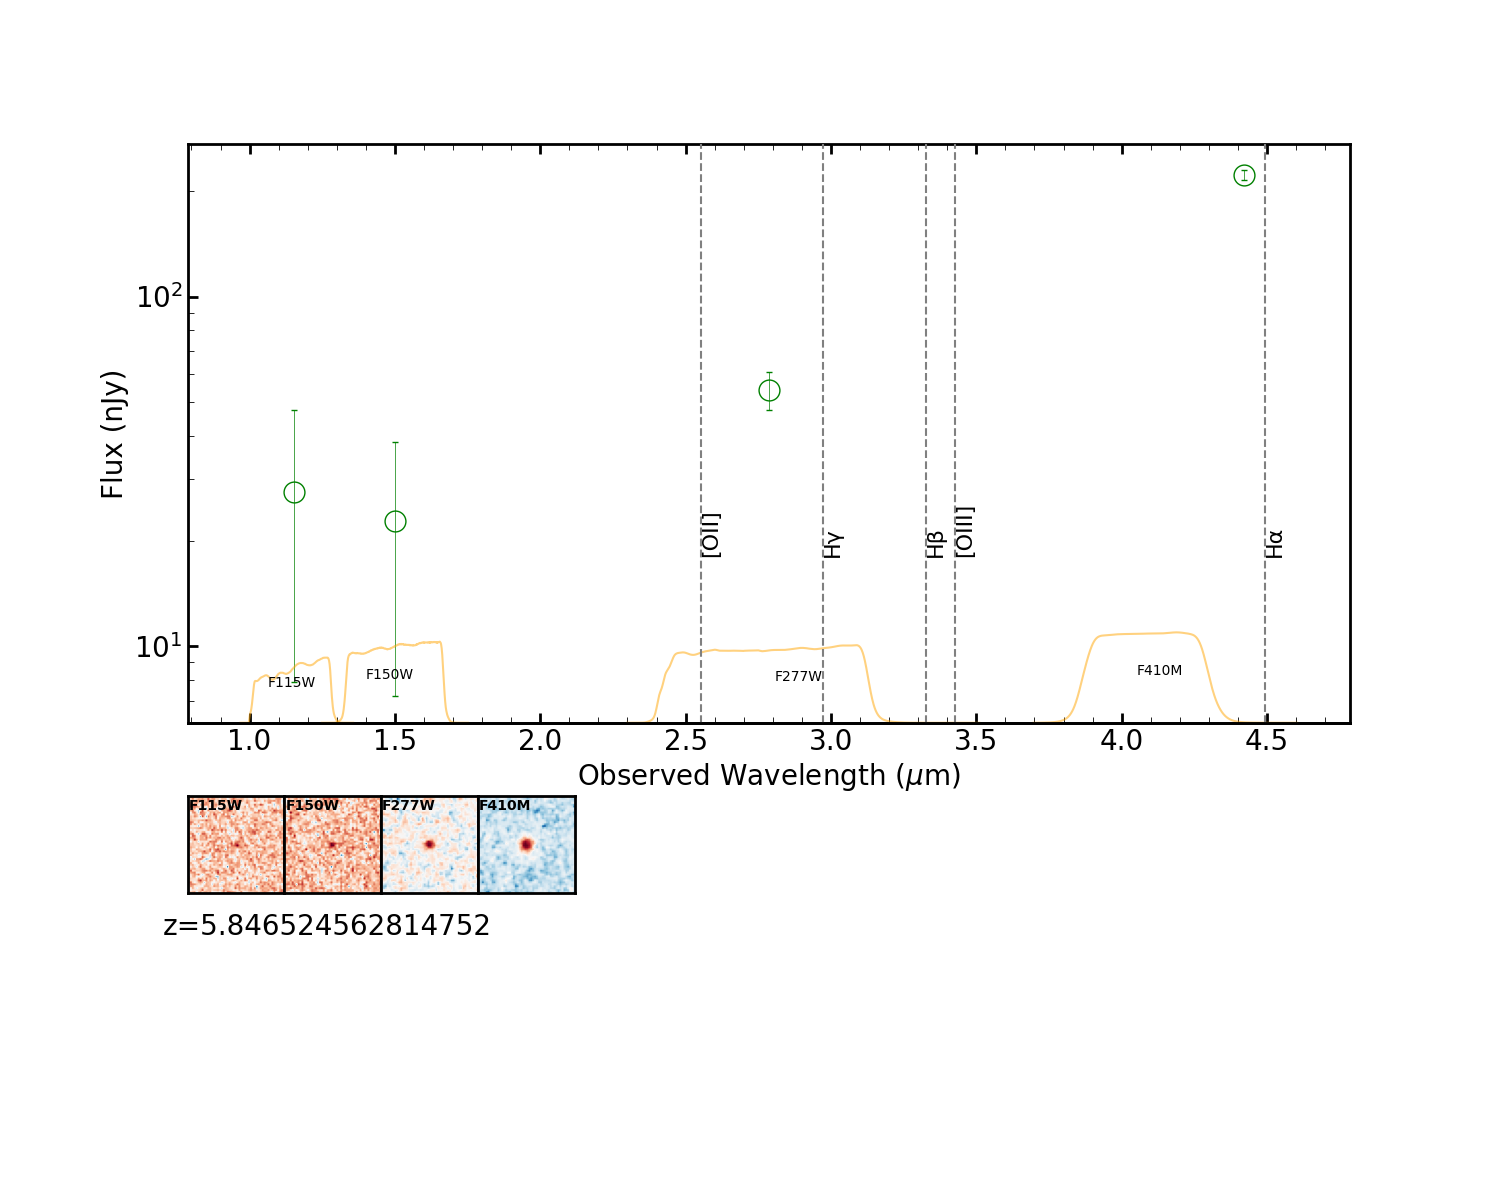 Flux (nJy)
10²
10¹
[OII]
Hγ
Hβ
[OIII]
Hα
F115W
F150W
F277W
F410M
1.0 1.5 2.0 2.5 3.0 3.5 4.0 4.5
Observed Wavelength (μm)
F115W F150W F277W F410M
z=5.846524562814752